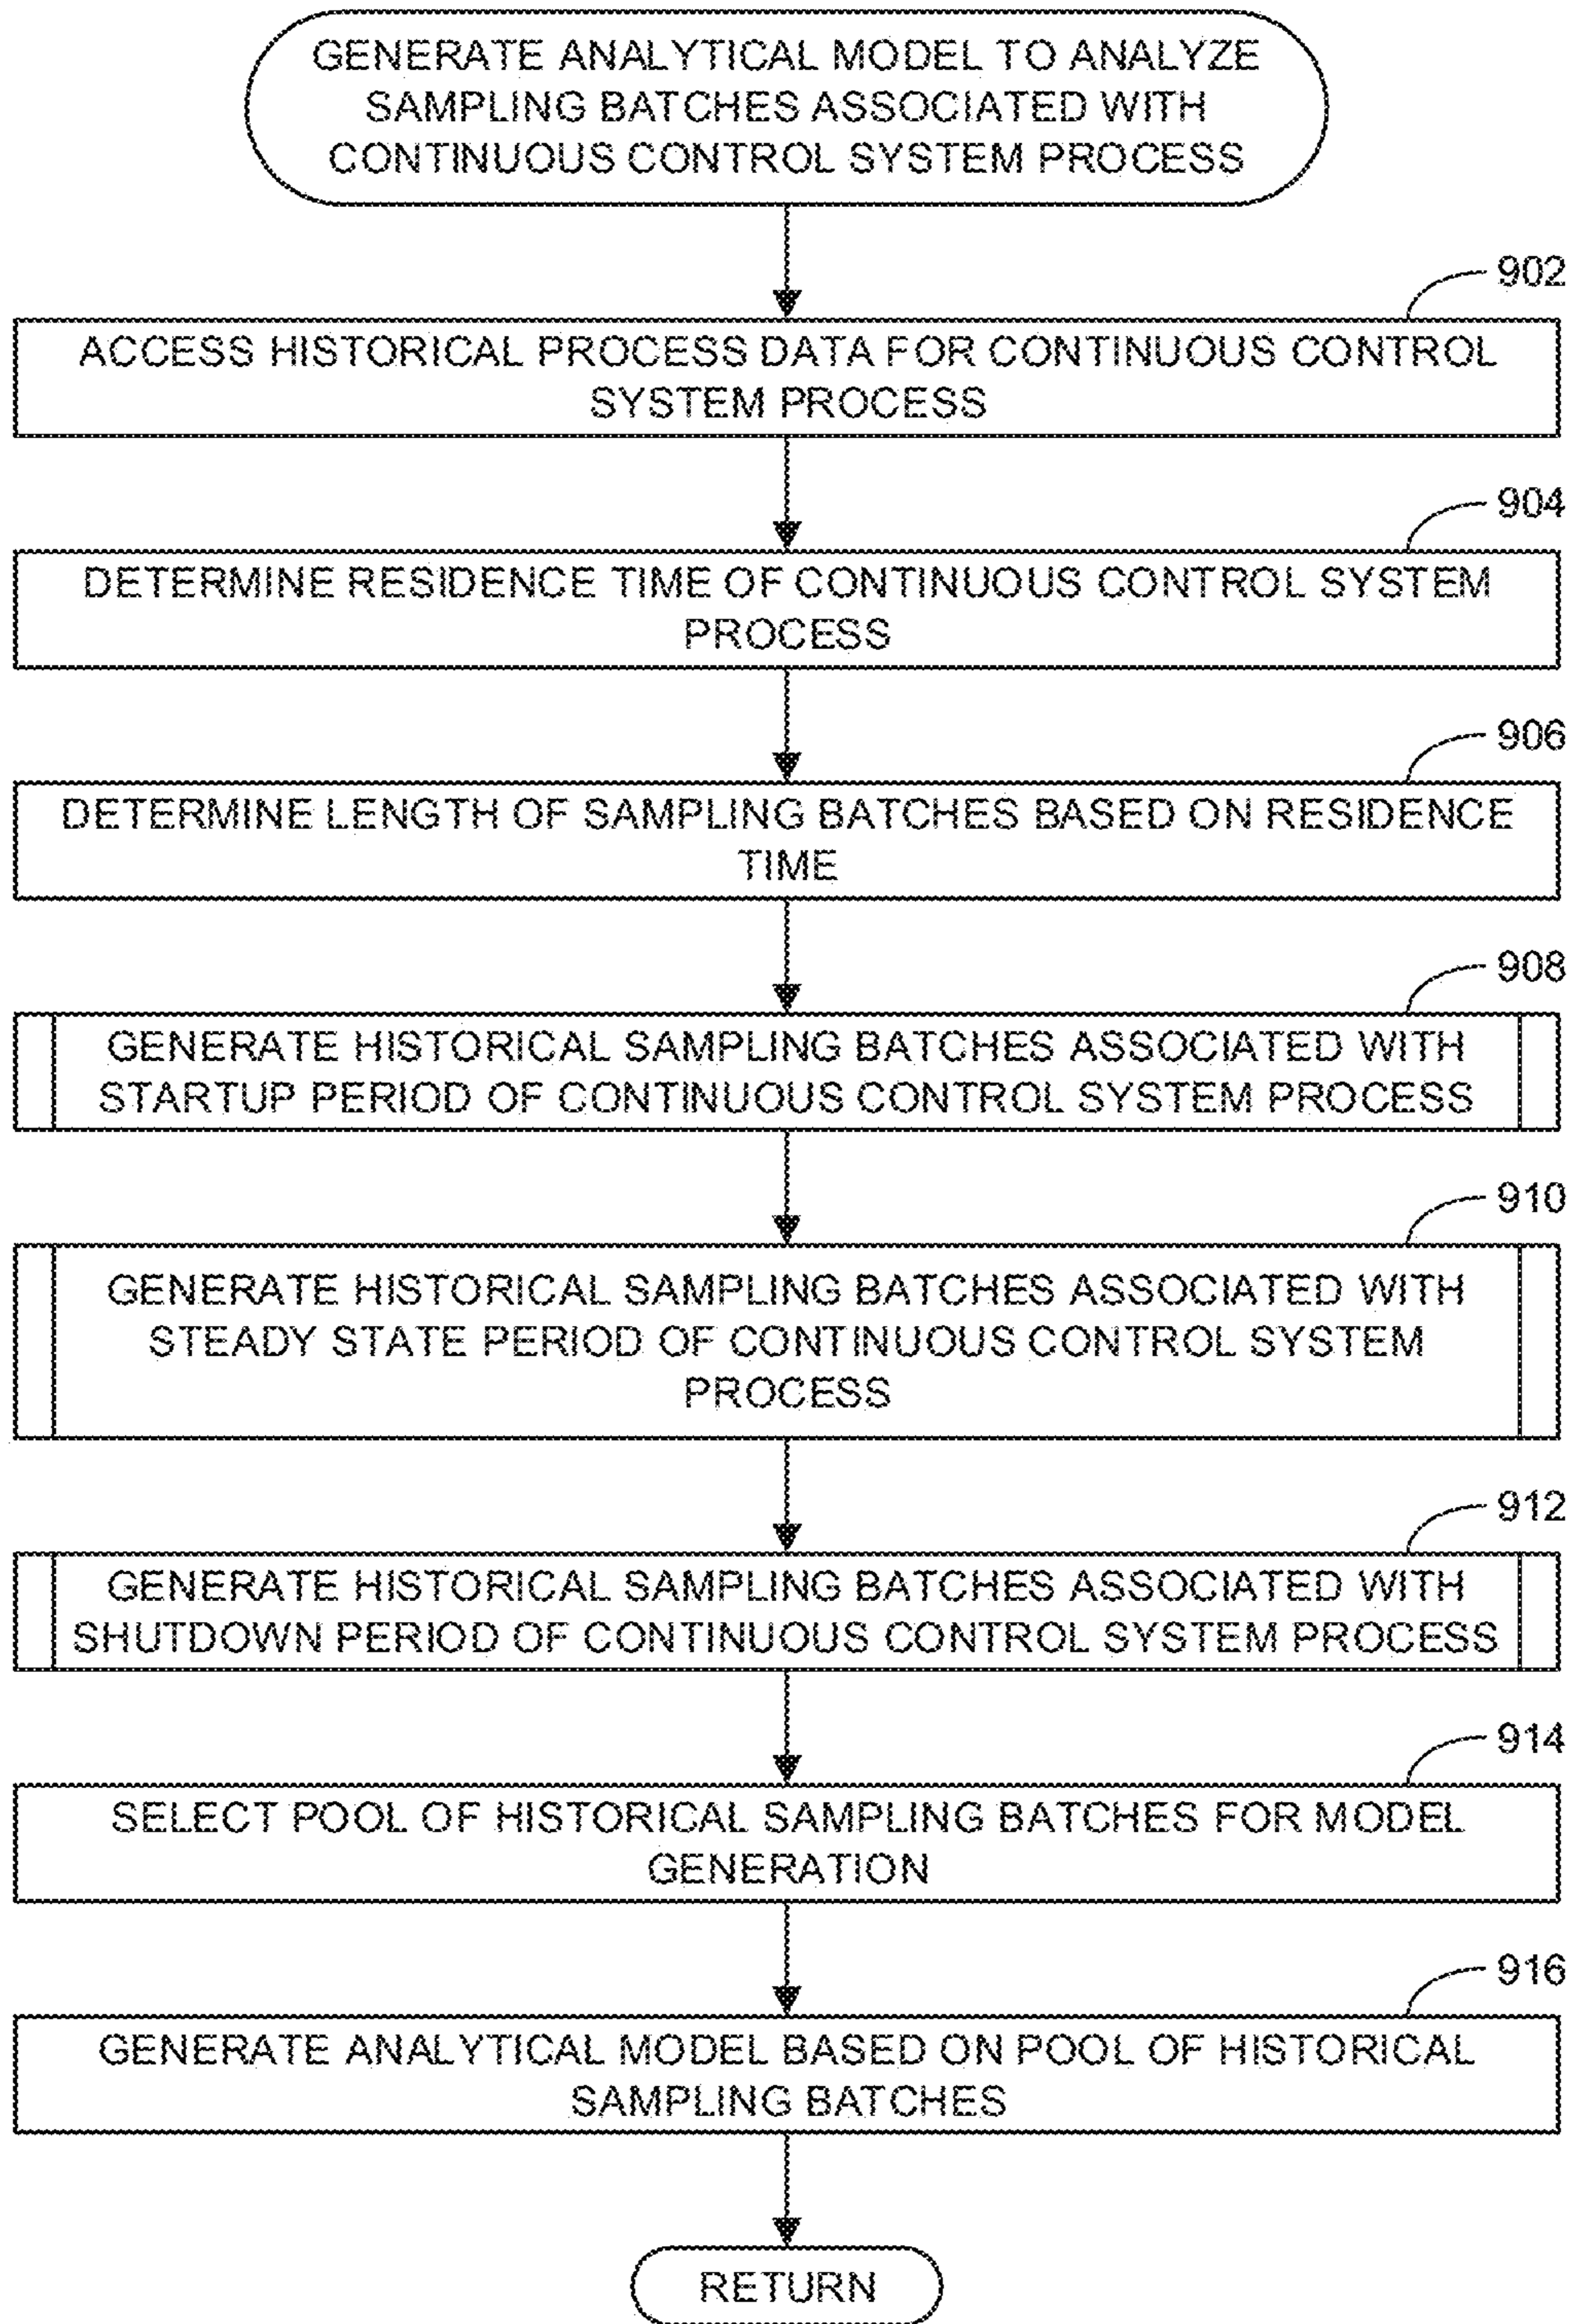 GENERATE ANALYTICAL MODEL TO ANALYZE
SAMPLING BATCHES ASSOCIATED WITH
CONTINUOUS CONTROL SYSTEM PROCESS
902
ACCESS HISTORICAL PROCESS DATA FOR CONTINUOUS CONTROL
SYSTEM PROCESS
904
DETERMINE RESIDENCE TIME OF CONTINUOUS CONTROL SYSTEM
PROCESS
906
DETERMINE LENGTH OF SAMPLING BATCHES BASED ON RESIDENCE
TIME
908
GENERATE HISTORICAL SAMPLING BATCHES ASSOCIATED WITH
STARTUP PERIOD OF CONTINUOUS CONTROL SYSTEM PROCESS
910
GENERATE HISTORICAL SAMPLING BATCHES ASSOCIATED WITH
STEADY STATE PERIOD OF CONTINUOUS CONTROL SYSTEM
PROCESS
912
GENERATE HISTORICAL SAMPLING BATCHES ASSOCIATED WITH
SHUTDOWN PERIOD OF CONTINUOUS CONTROL SYSTEM PROCESS
914
SELECT POOL OF HISTORICAL SAMPLING BATCHES FOR MODEL
GENERATION
916
GENERATE ANALYTICAL MODEL BASED ON POOL OF HISTORICAL
SAMPLING BATCHES
RETURN